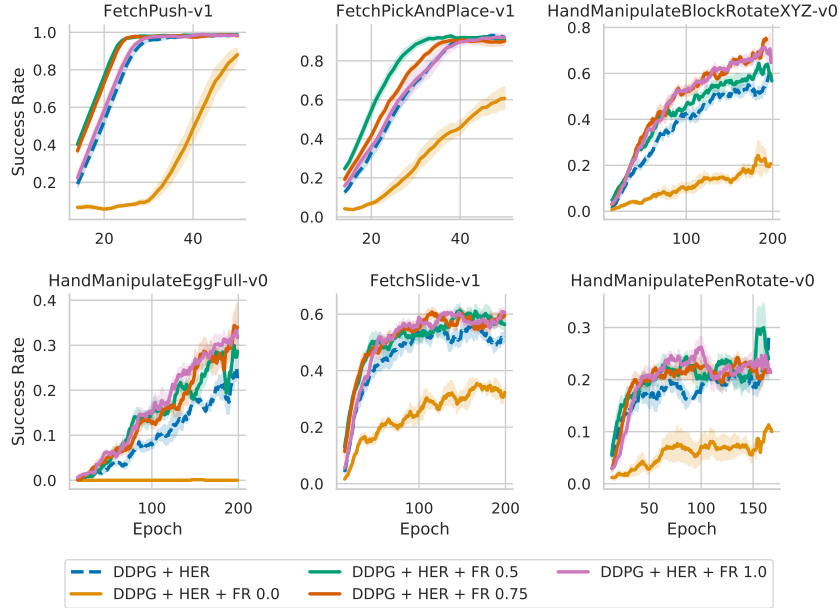 FetchPush-v1
FetchPickAndPlace-v1
HandManipulateBlockRotateXYZ-v0
Success Rate
1.0
0.8
0.6
0.4
0.2
20
40
0.8
0.6
0.4
0.2
0.0
20
40
0.8
0.6
0.4
0.2
0.0
100
200
HandManipulateEggFull-v0
FetchSlide-v1
HandManipulatePenRotate-v0
Success Rate
0.4
0.3
0.2
0.1
0.0
100
200
Epoch
0.6
0.4
0.2
0.0
100
200
Epoch
0.3
0.2
0.1
0.0
50
100
150
Epoch
DDPG + HER
DDPG + HER + FR 0.5
DDPG + HER + FR 1.0
DDPG + HER + FR 0.0
DDPG + HER + FR 0.75